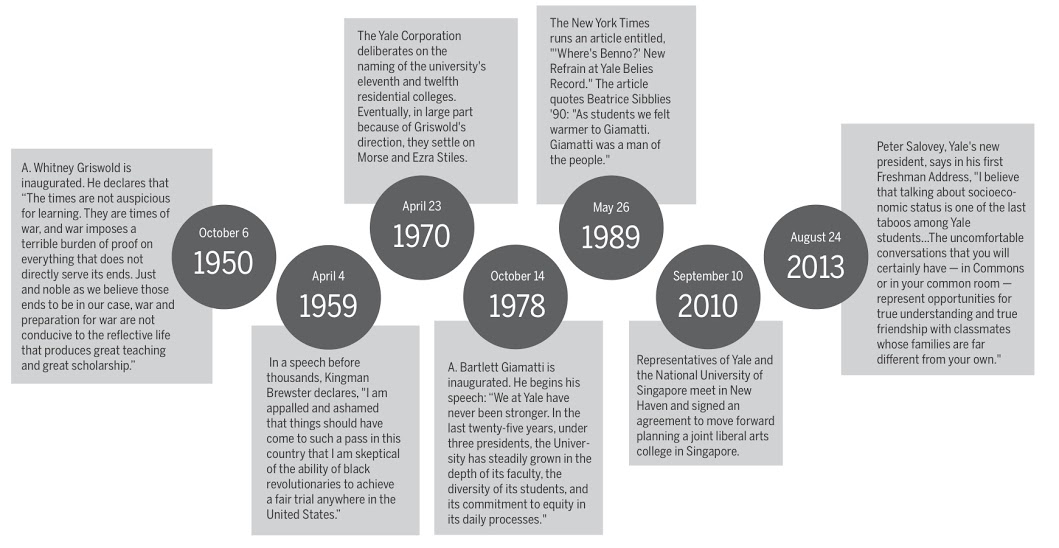 October 6
1950
A. Whitney Griswold is
inaugurated. He declares that
"The times are not auspicious
for learning. They are times of
war, and war imposes a
terrible burden of proof on
everything that does not
directly serve its ends. Just
and noble as we believe those
ends to be in our case, war and
preparation for war are not
conducive to the reflective life
that produces great teaching
and great scholarship."
April 4
1959
In a speech before
thousands, Kingman
Brewster declares, "I am
appalled and ashamed
that things should have
come to such a pass in this
country that I am skeptical
of the ability of black
revolutionaries to achieve
a fair trial anywhere in the
United States."
The Yale Corporation
deliberates on the
naming of the university's
eleventh and twelfth
residential colleges.
Eventually, in large part
because of Griswold's
direction, they settle on
Morse and Ezra Stiles.
April 23
1970
October 14
1978
A. Bartlett Giamatti is
inaugurated. He begins his
speech: "We at Yale have
never been stronger. In the
last twenty-five years, under
three presidents, the Univer-
sity has steadily grown in the
depth of its faculty, the
diversity of its students, and
its commitment to equity in
its daily processes."
The New York Times
runs an article entitled,
"'Where's Benno?' New
Refrain at Yale Belies
Record." The article
quotes Beatrice Sibblies
'90: "As students we felt
warmer to Giamatti.
Giamatti was a man of
the people."
May 26
1989
September 10
2010
Representatives of Yale and
the National University of
Singapore meet in New
Haven and signed an
agreement to move forward
planning a joint liberal arts
college in Singapore.
August 24
2013
Peter Salovey, Yale's new
president, says in his first
Freshman Address, "I believe
that talking about socioeco-
nomic status is one of the last
taboos among Yale
students...The uncomfortable
conversations that you will
certainly have — in Commons
or in your common room —
represent opportunities for
true understanding and true
friendship with classmates
whose families are far
different from your own."